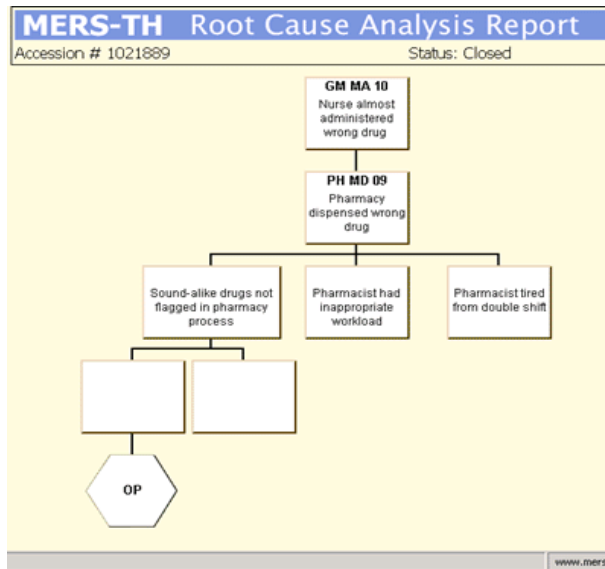 MERS-TH Root Cause Analysis Report
Accession # 1021889 Status: Closed
GM MA 10
Nurse almost
administered
wrong drug
PH MD 09
Pharmacy
dispensed wrong
drug
Sound-alike drugs not
flagged in pharmacy
process
Pharmacist had
inappropriate
workload
Pharmacist tired
from double shift
OP
www.mers